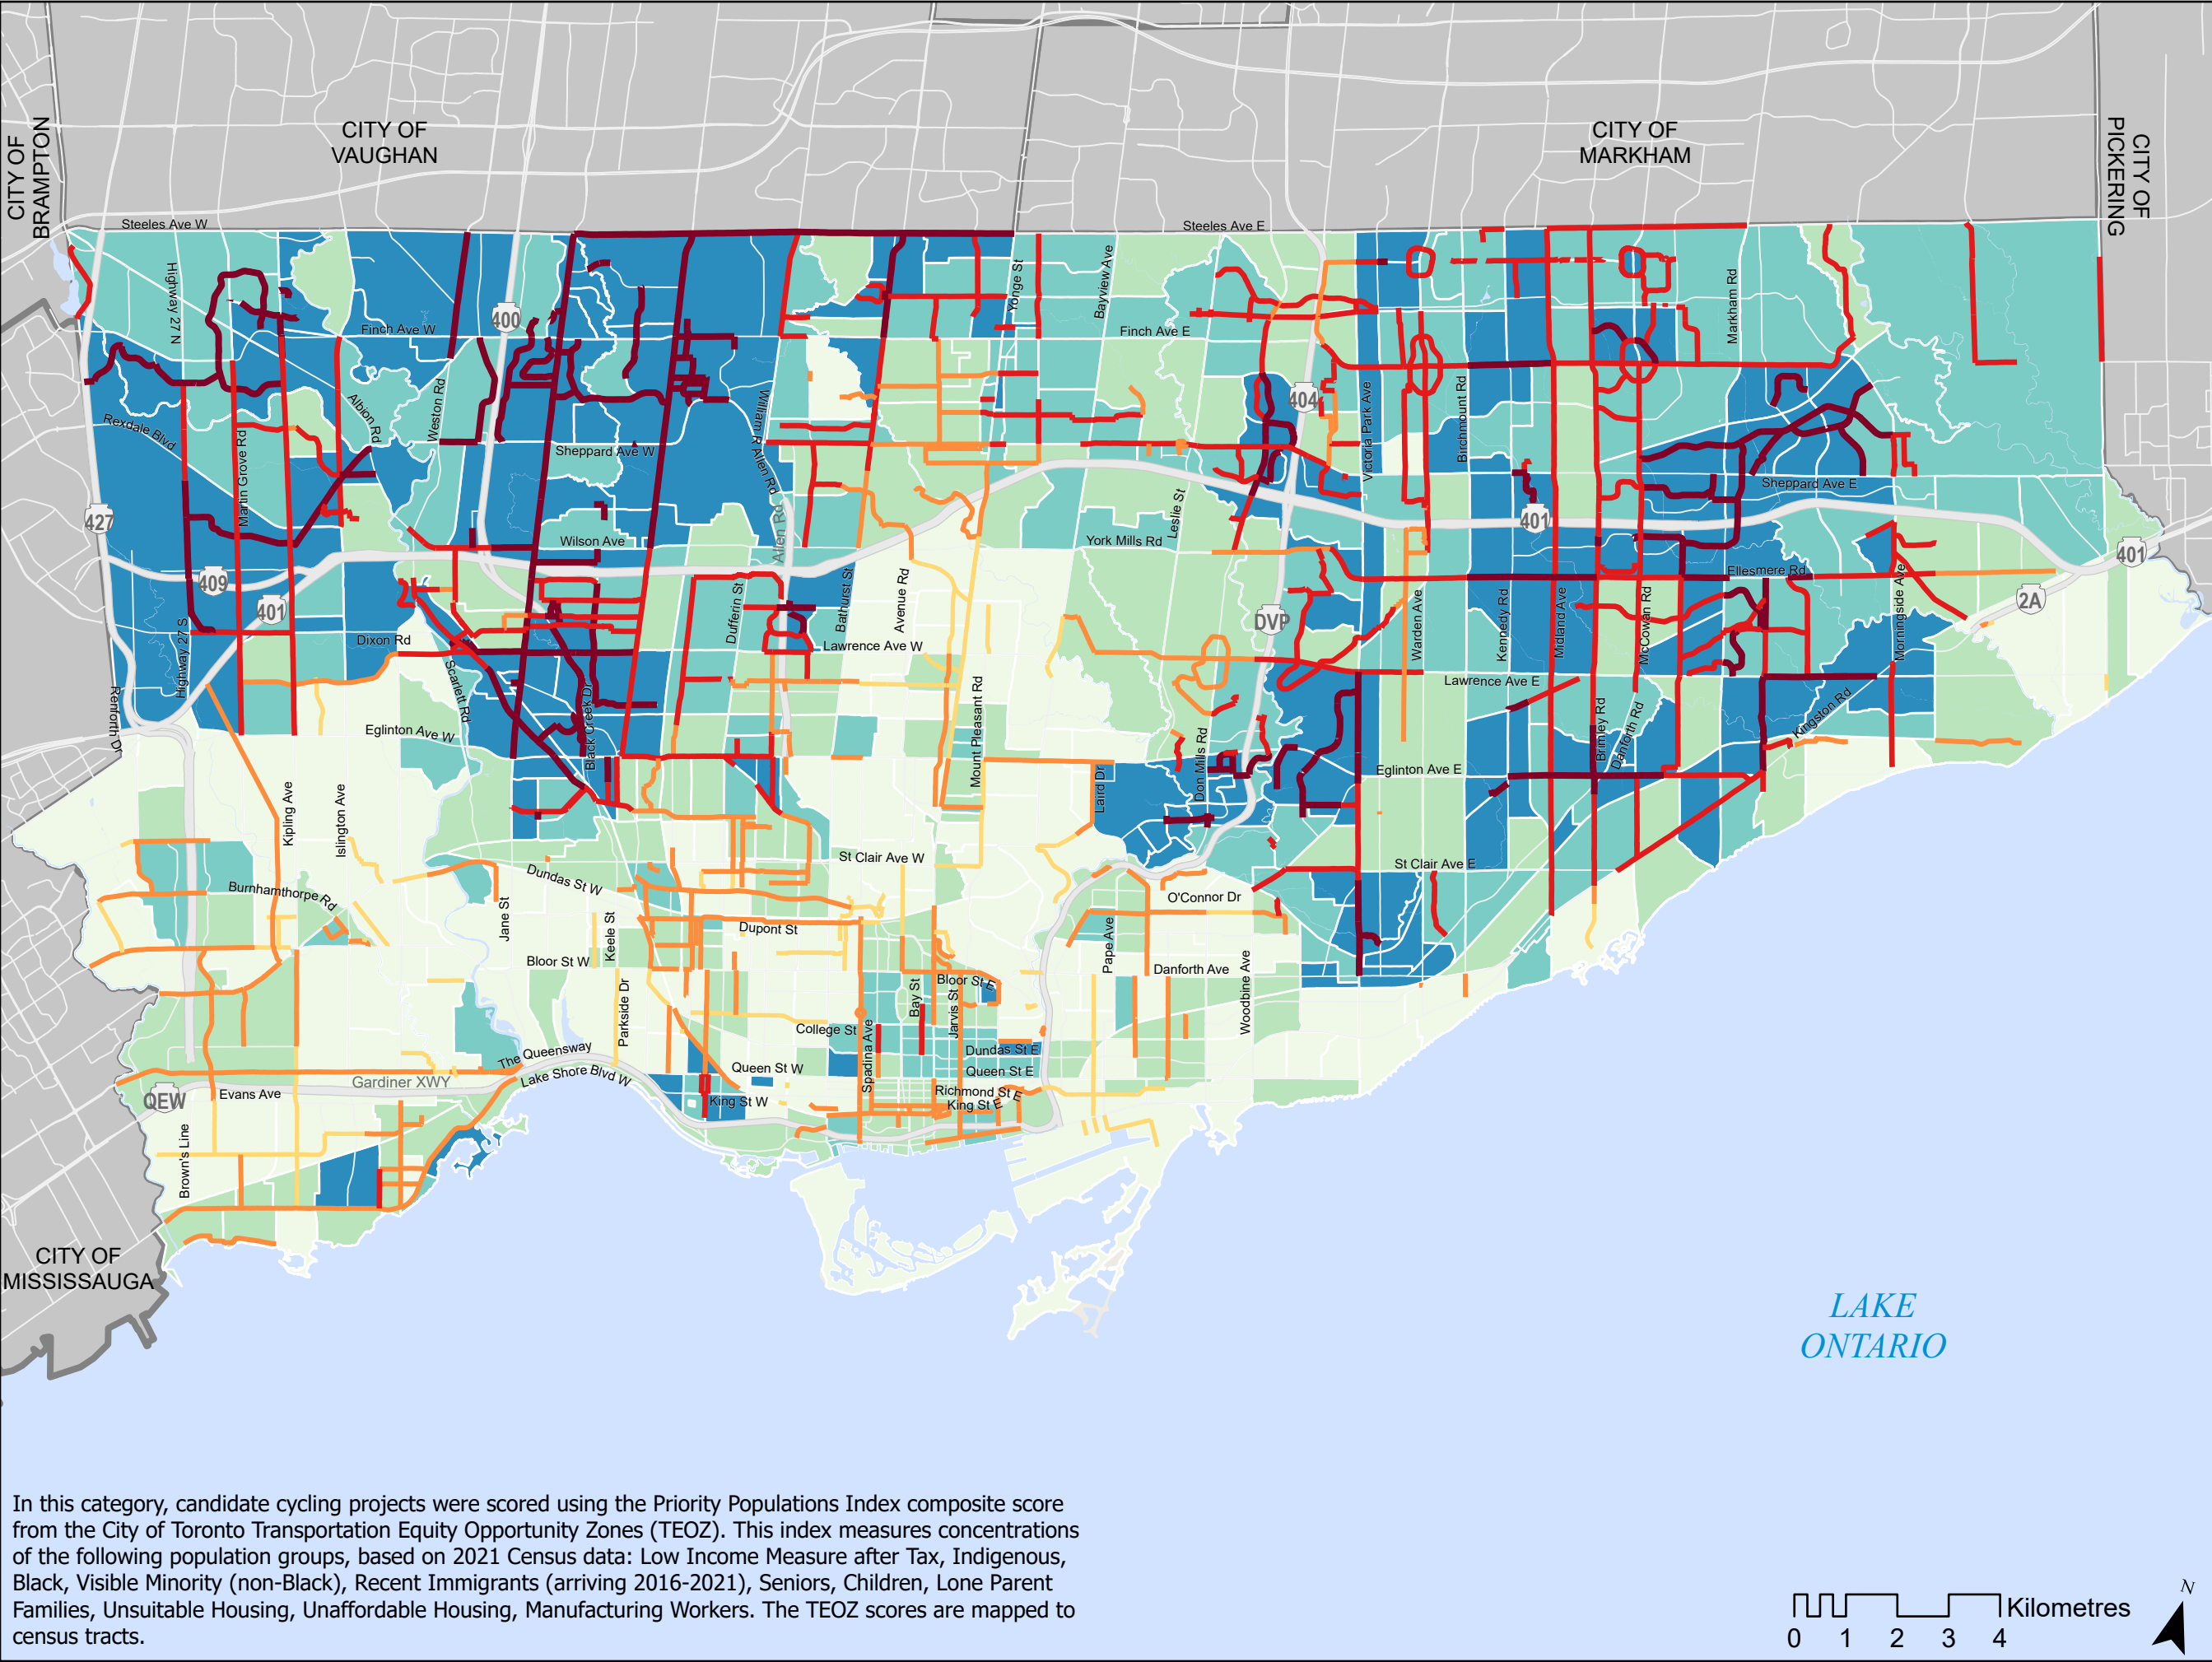 CITY OF
BRAMPTON
CITY OF
VAUGHAN
CITY OF
MARKHAM
CITY OF
PICKERING
Steeles Ave W
Steeles Ave E
Highway 27 N
Finch Ave W
400
Yonge St
Bayview Ave
Finch Ave E
Markham Rd
Rexdale Blvd
Martin Grove Rd
Albion Rd
Weston Rd
Sheppard Ave W
William R Allen Rd
404
Victoria Park Ave
Birchmount Rd
Sheppard Ave E
427
Wilson Ave
Allen Rd
Leslie St
York Mills Rd
401
401
409
401
Ellesmere Rd
2A
Dixon Rd
Highway 27 S
Scarlett Rd
Dufferin St
Bathurst St
Avenue Rd
Lawrence Ave W
DVP
Warden Ave
Kennedy Rd
Midland Ave
McCowan Rd
Morningside Ave
Lawrence Ave E
Kingston Rd
Renforth Dr
Eglinton Ave W
Black Creek Dr
Mount Pleasant Rd
Laird Dr
Don Mills Rd
Eglinton Ave E
Brimley Rd
Danforth Rd
Kipling Ave
Islington Ave
St Clair Ave W
St Clair Ave E
Burnhamthorpe Rd
Dundas St W
O'Connor Dr
Jane St
Keele St
Dupont St
Pape Ave
Bloor St W
Danforth Ave
Woodbine Ave
Parkside Dr
Bay St
Bloor St E
Jarvis St
College St
Spadina Ave
Dundas St E
The Queensway
Queen St W
Queen St E
Gardiner XWY
Lake Shore Blvd W
QEW
Evans Ave
King St W
Richmond St E
King St E
Brown's Line
CITY OF
MISSISSAUGA
LAKE
ONTARIO
In this category, candidate cycling projects were scored using the Priority Populations Index composite score
from the City of Toronto Transportation Equity Opportunity Zones (TEOZ). This index measures concentrations
of the following population groups, based on 2021 Census data: Low Income Measure after Tax, Indigenous,
Black, Visible Minority (non-Black), Recent Immigrants (arriving 2016-2021), Seniors, Children, Lone Parent
Families, Unsuitable Housing, Unaffordable Housing, Manufacturing Workers. The TEOZ scores are mapped to
census tracts.
Kilometres
0 1 2 3 4
N